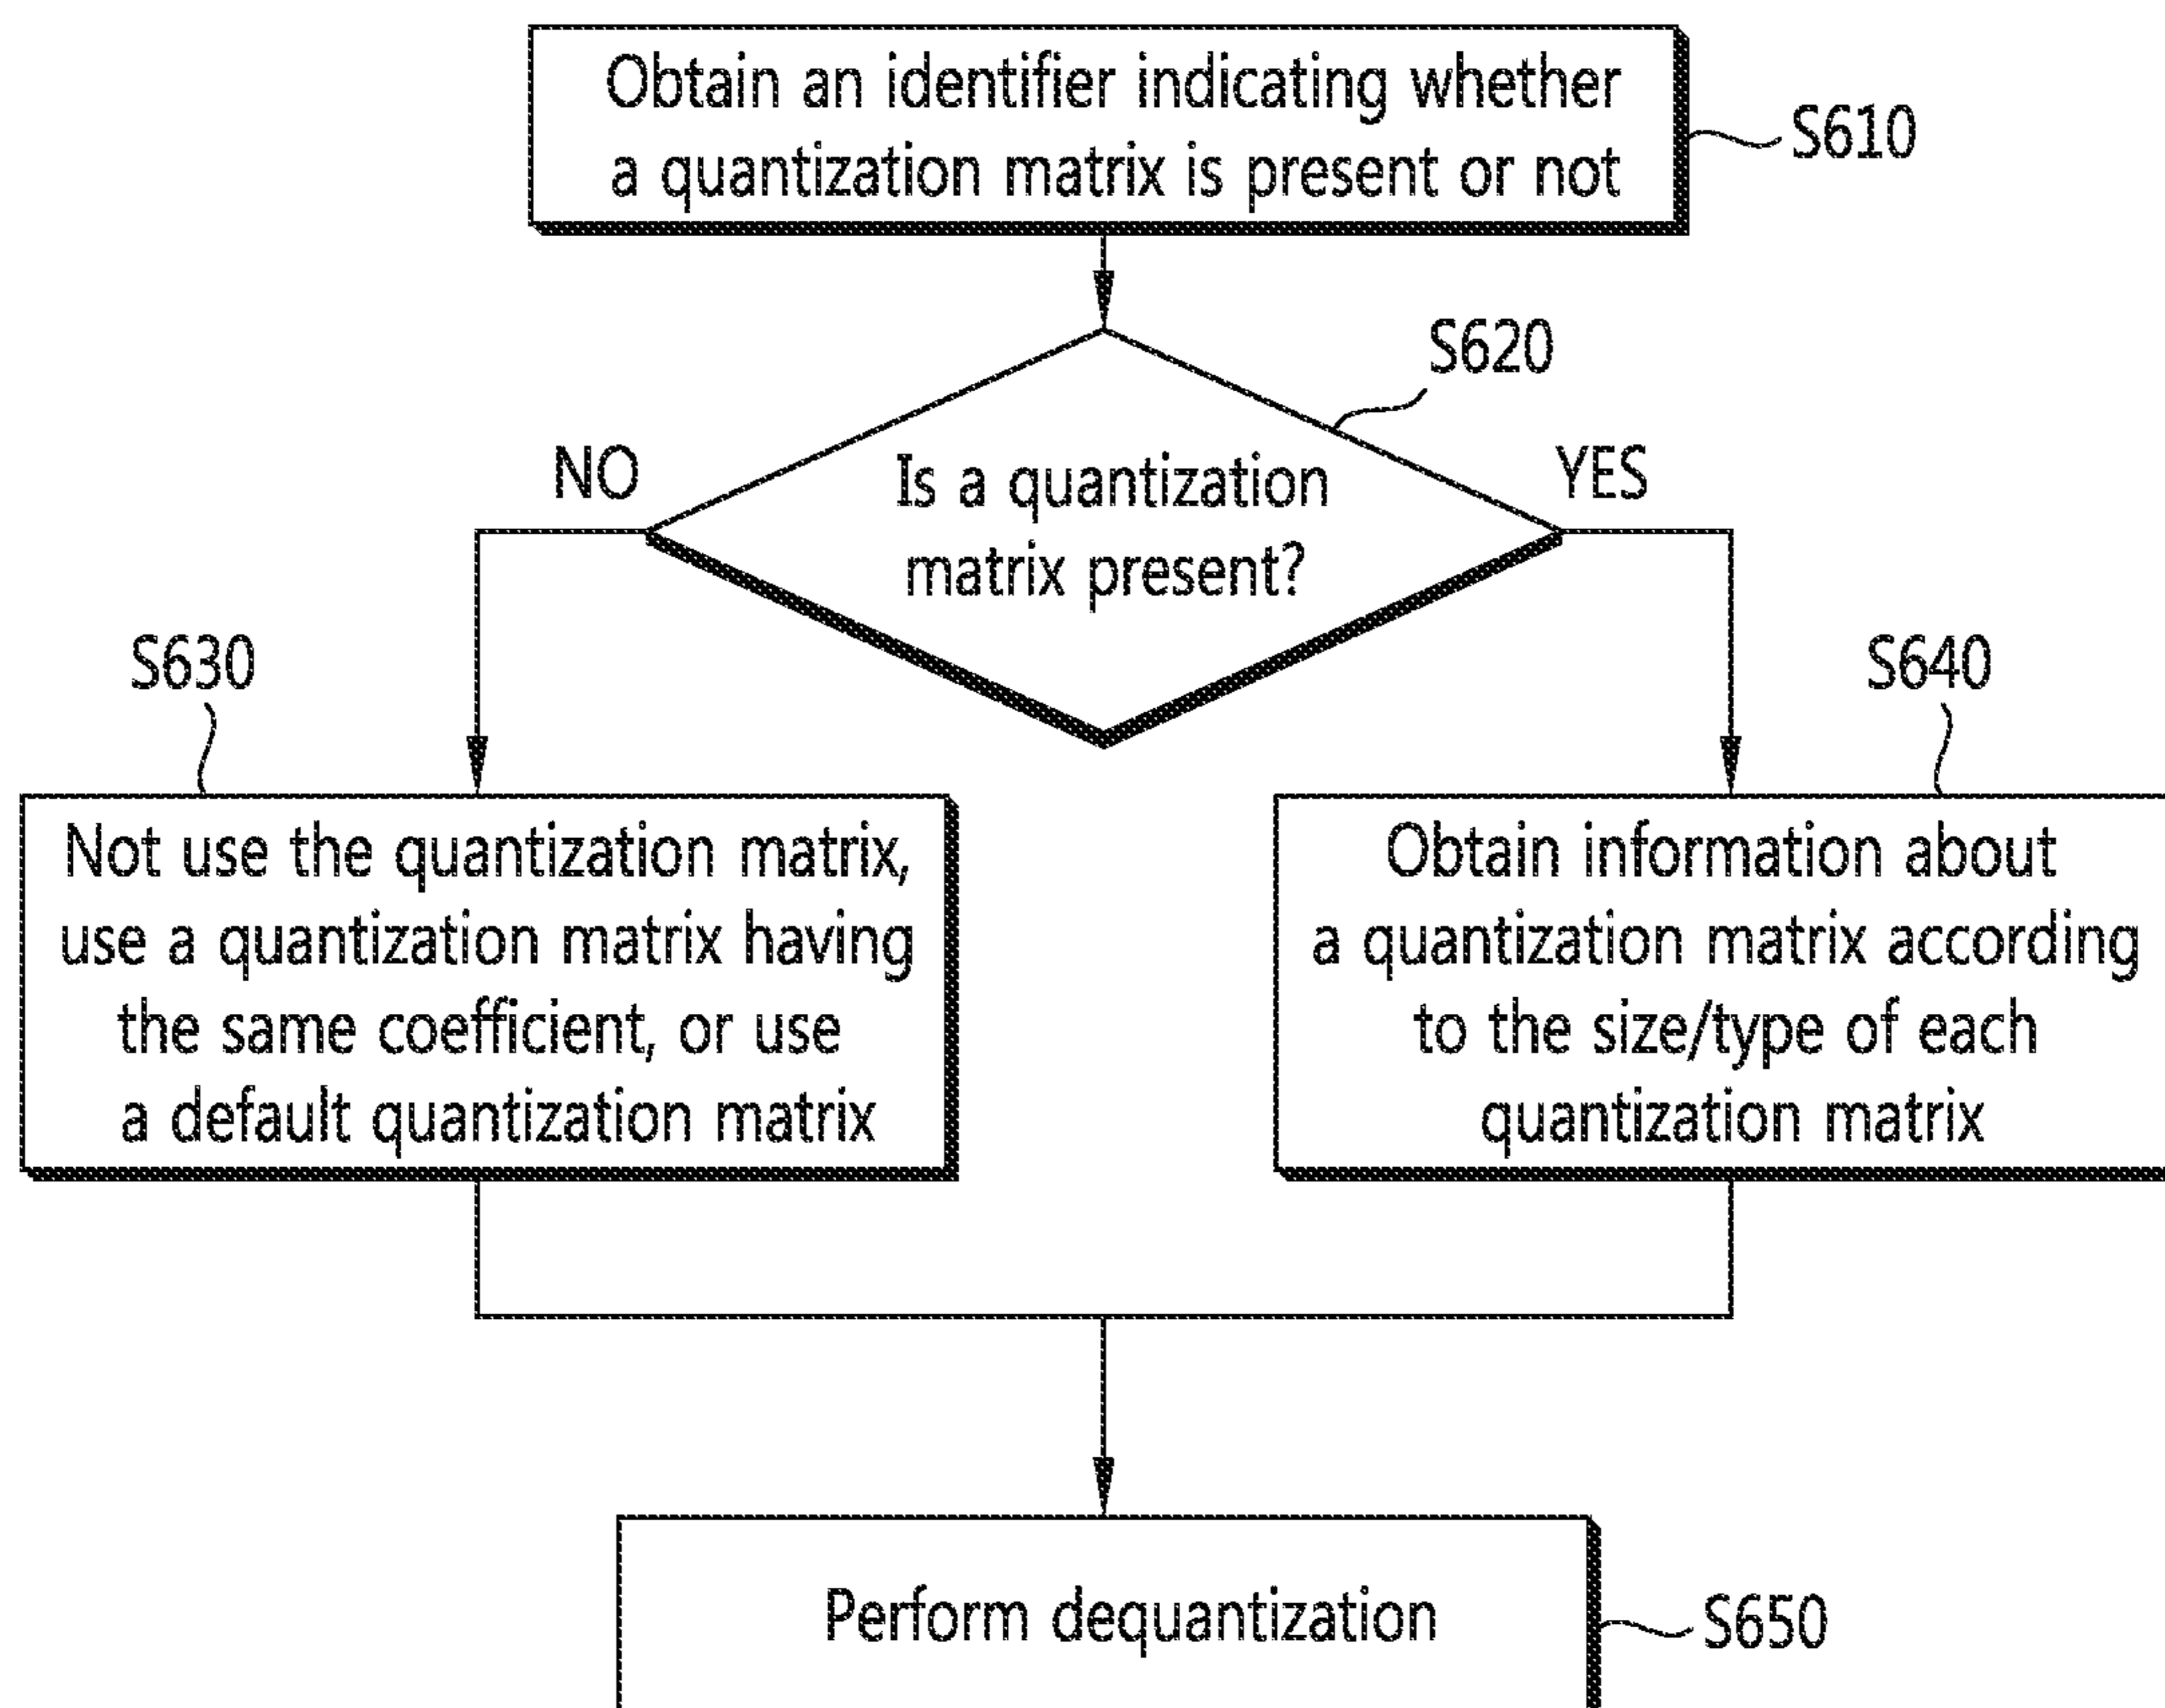 Obtain an identifier indicating whether
a quantization matrix is present or not
S610
S620
NO
Is a quantization
matrix present?
YES
S630
S640
Not use the quantization matrix,
use a quantization matrix having
the same coefficient, or use
a default quantization matrix
Obtain information about
a quantization matrix according
to the size/type of each
quantization matrix
Perform dequantization
S650